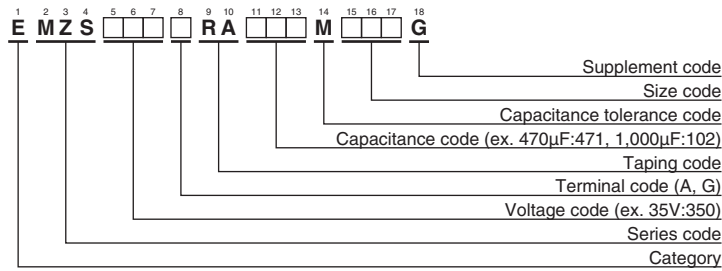 1 2 3 4 5 6 7 8 9 10 11 12 13 14 15 16 17 18
E M Z S R A M G
Supplement code
Size code
Capacitance tolerance code
Capacitance code (ex. 470µF:471, 1,000µF:102)
Taping code
Terminal code (A, G)
Voltage code (ex. 35V:350)
Series code
Category